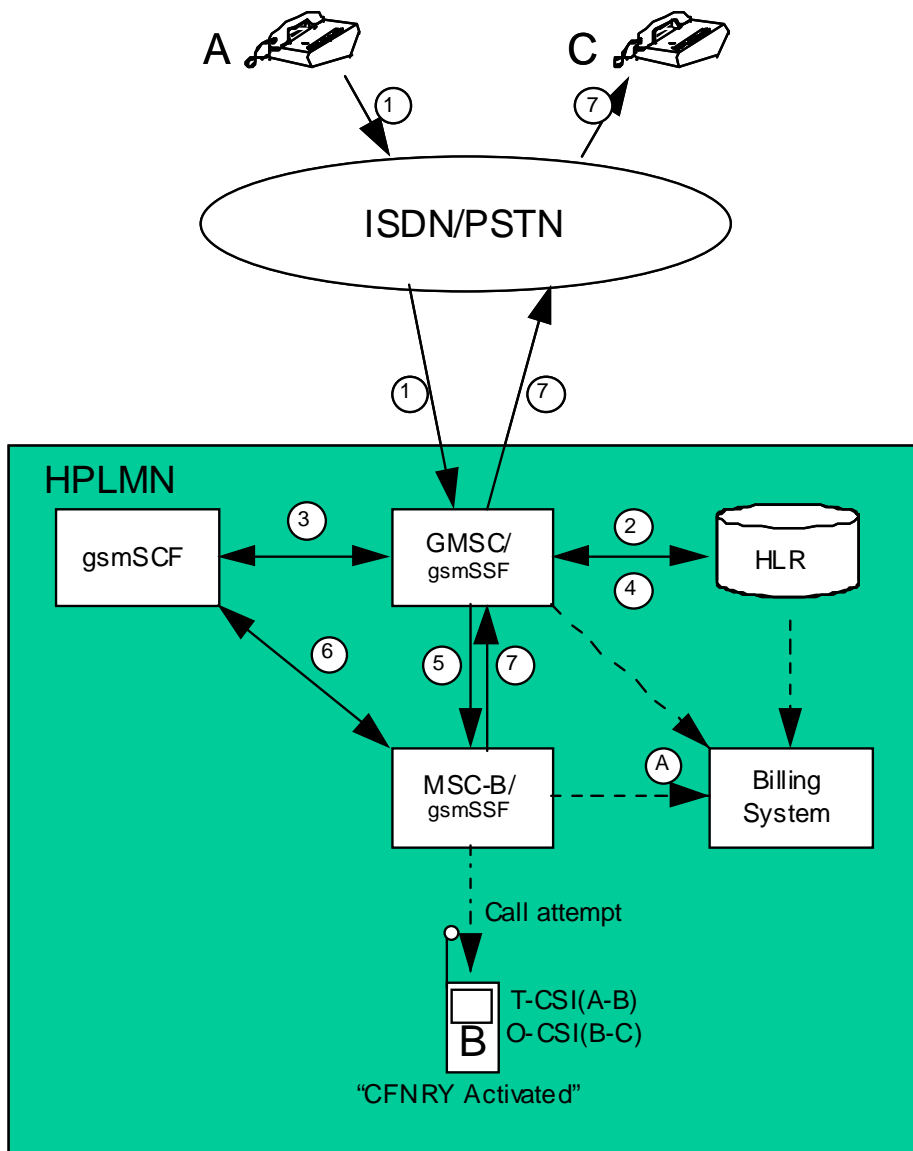 A
C
1
7
ISDN/PSTN
1
7
HPLMN
gsmSCF
3
GMSC/
gsmSSF
2
4
HLR
6
5
7
MSC-B/
gsmSSF
A
Billing
System
Call attempt
T-CSI(A-B)
O-CSI(B-C)
B
“CFNRY Activated”